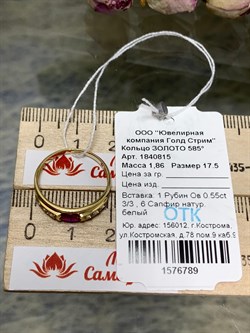 ООО "Ювелирная
компания Голд Стрим"
Кольцо ЗОЛОТО 585°
Арт. 1840815
Масса 1,86 Размер 17.5
Цена за гр.
Цена изд.
Вставка 1 Рубин Ов 0.55ct
3/3 , 6 Сапфир натур.
белый
ОТК
Юр. адрес: 156012, г.Кострома,
ул.Костромская, д.78 пом.9 каб.9
1576789